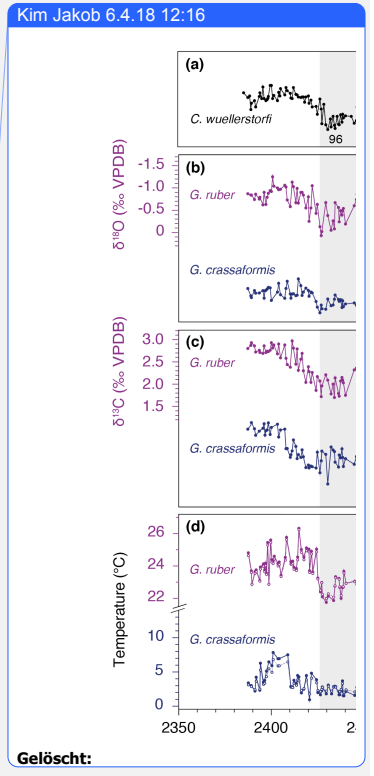 Kim Jakob 6.4.18 12:16
(a)
C. wuellerstorfi
96
(b)
-1.5
-1.0
-0.5
0
δ¹⁸O (‰ VPDB)
G. ruber
G. crassaformis
(c)
3.0
2.5
2.0
1.5
δ¹³C (‰ VPDB)
G. ruber
G. crassaformis
(d)
26
24
22
10
5
0
Temperature (°C)
G. ruber
G. crassaformis
2350 2400 2
Gelöscht: